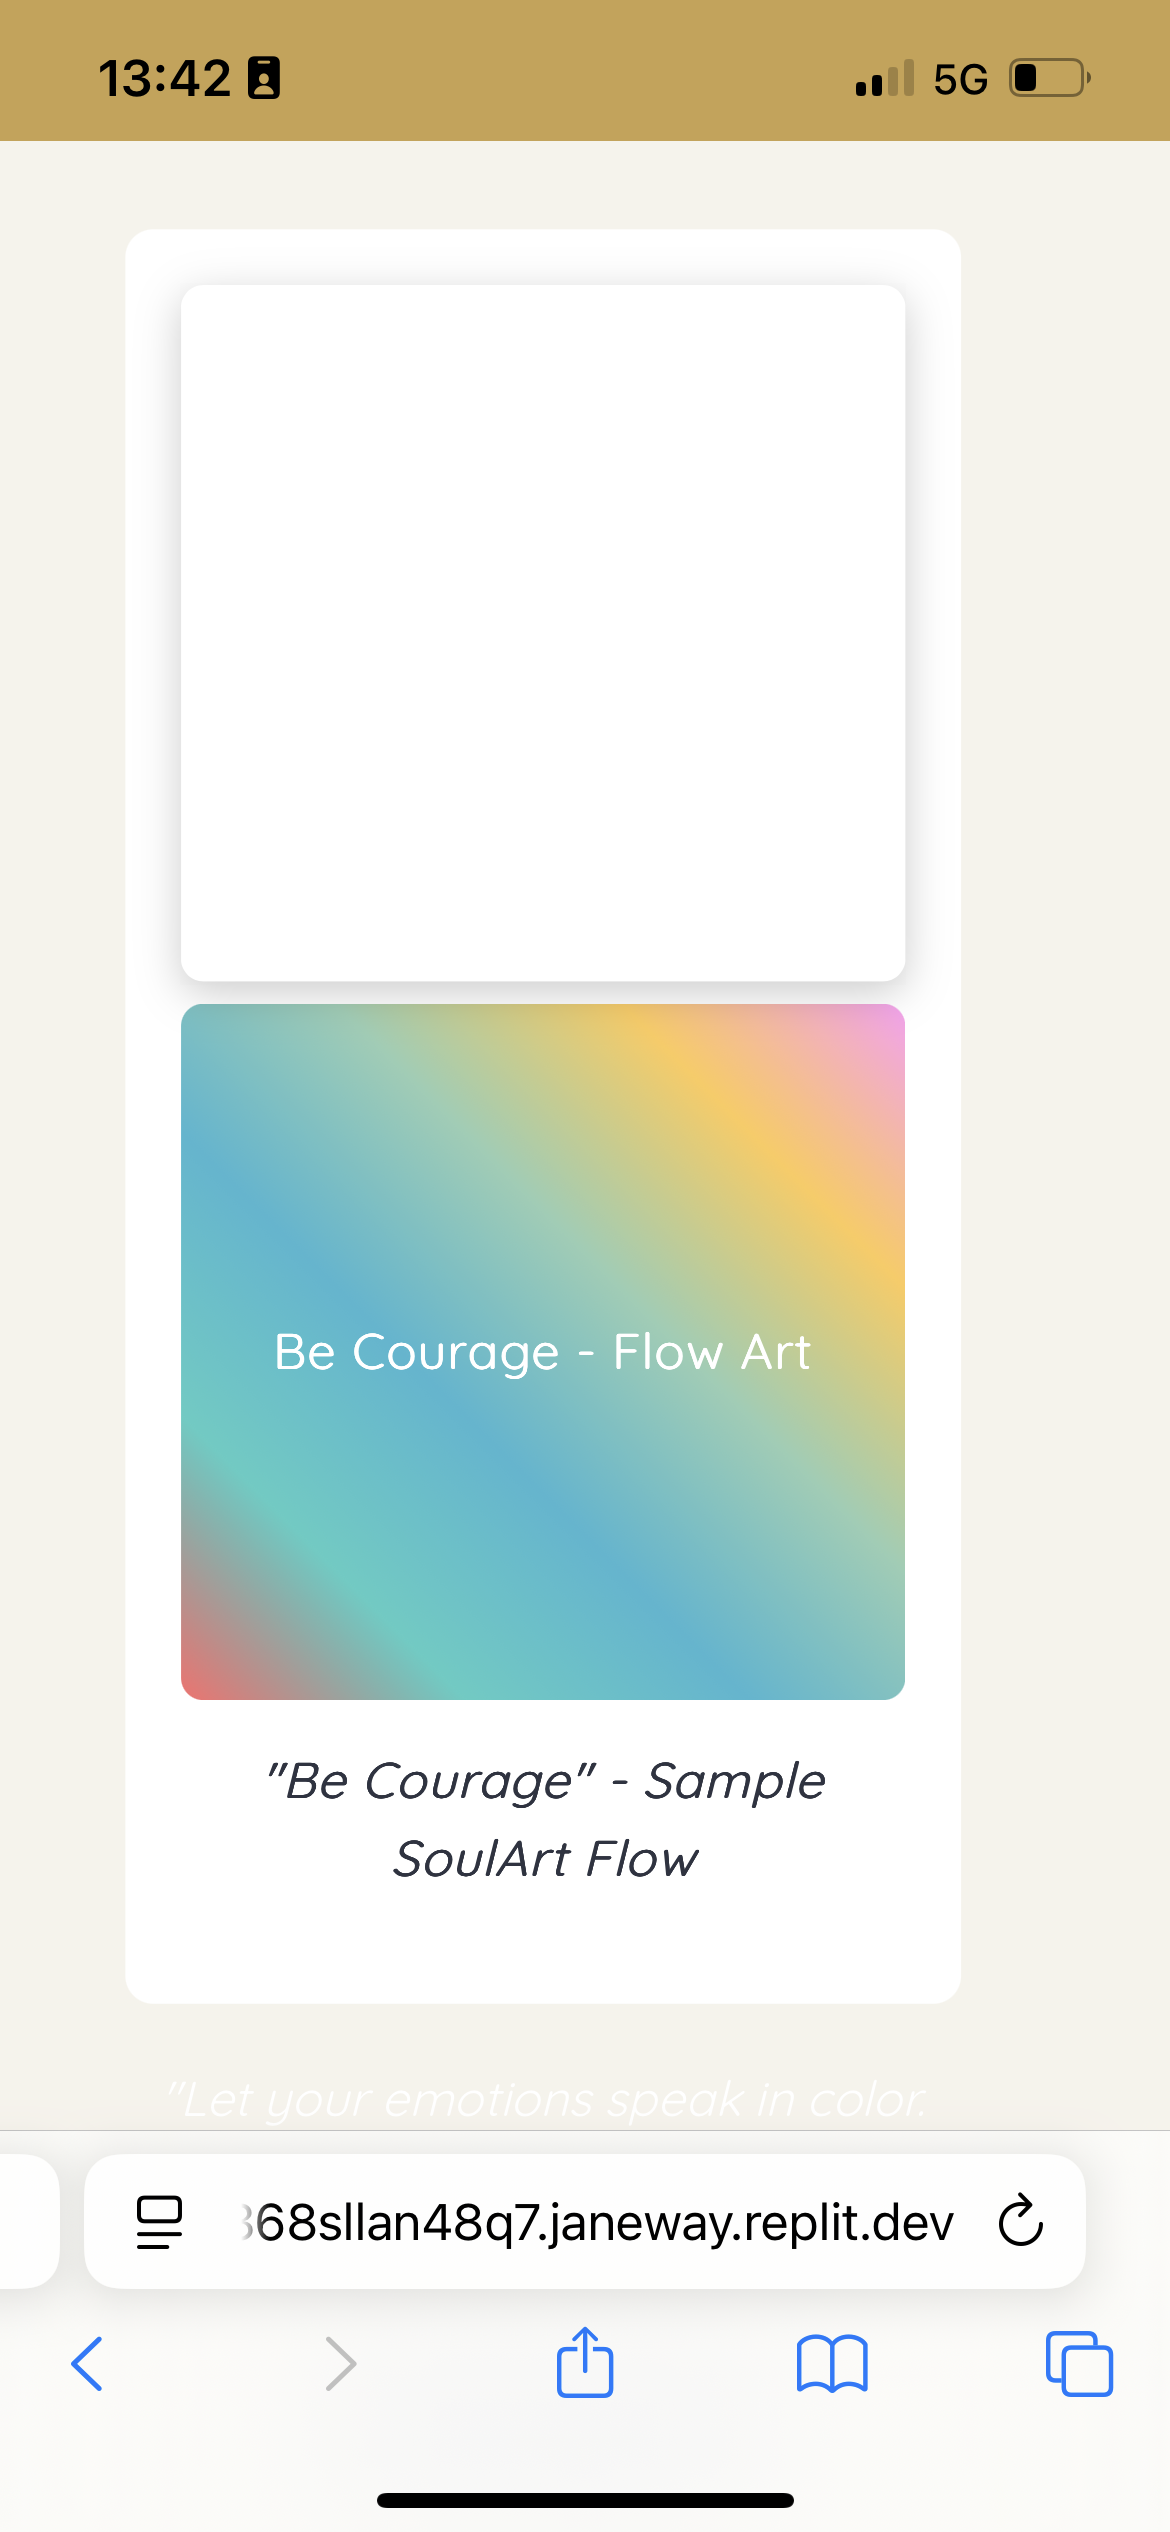 13:42
5G
Be Courage - Flow Art
"Be Courage" - Sample
SoulArt Flow
"Let your emotions speak in color.
68sllan48q7.janeway.replit.dev